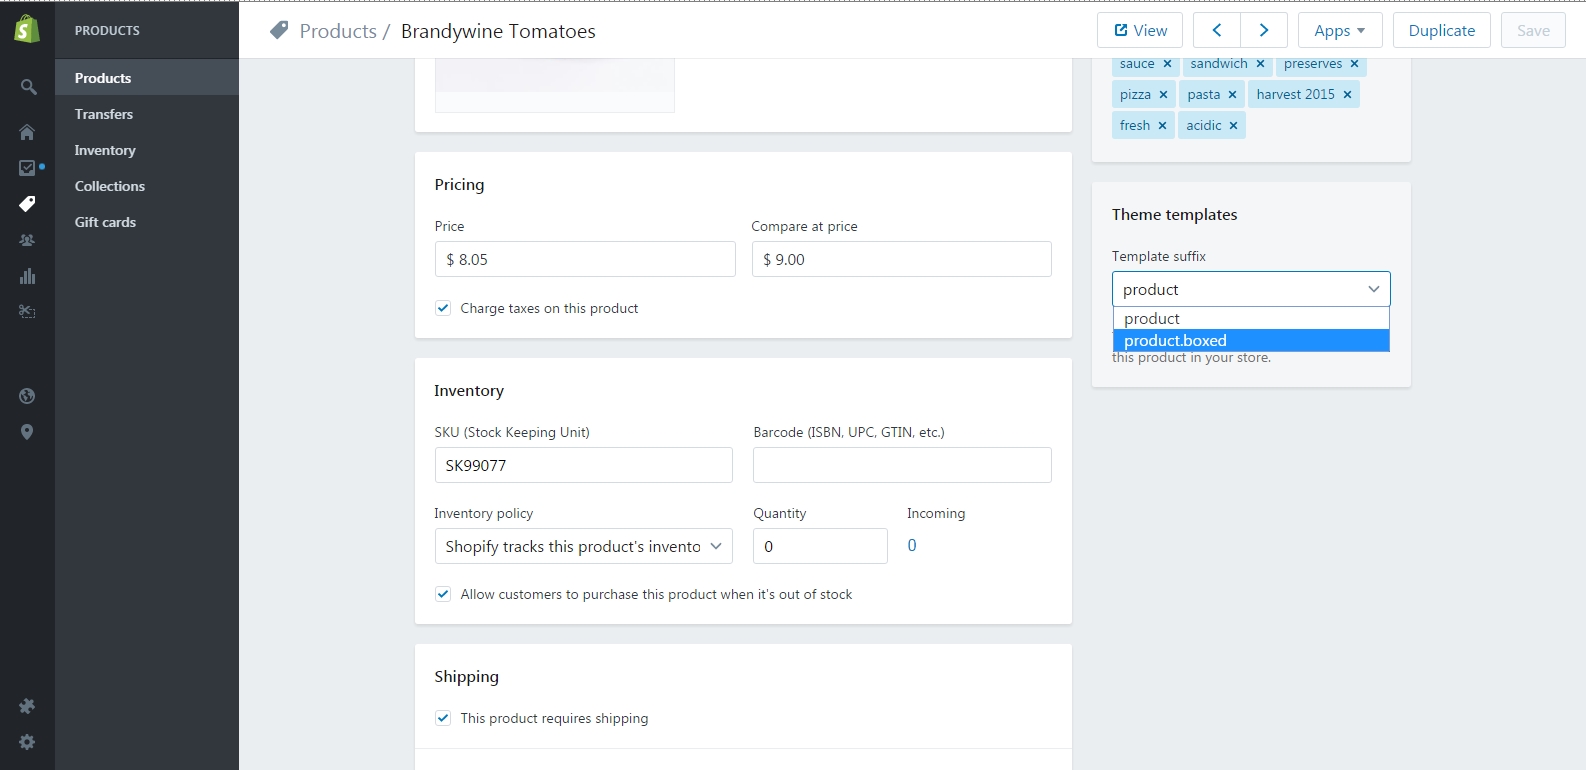 PRODUCTS
Products
Transfers
Inventory
Collections
Gift cards
Products / Brandywine Tomatoes
View
Apps
Duplicate
Save
Pricing
Price
Compare at price
$ 8.05
$ 9.00
Charge taxes on this product
Inventory
SKU (Stock Keeping Unit)
Barcode (ISBN, UPC, GTIN, etc.)
SK99077
Inventory policy
Quantity
Incoming
Shopify tracks this product's invento
0
0
Allow customers to purchase this product when it's out of stock
Shipping
This product requires shipping
sauce × sandwich × preserves ×
pizza × pasta × harvest 2015 ×
fresh × acidic ×
Theme templates
Template suffix
product
product
product.boxed
this product in your store.